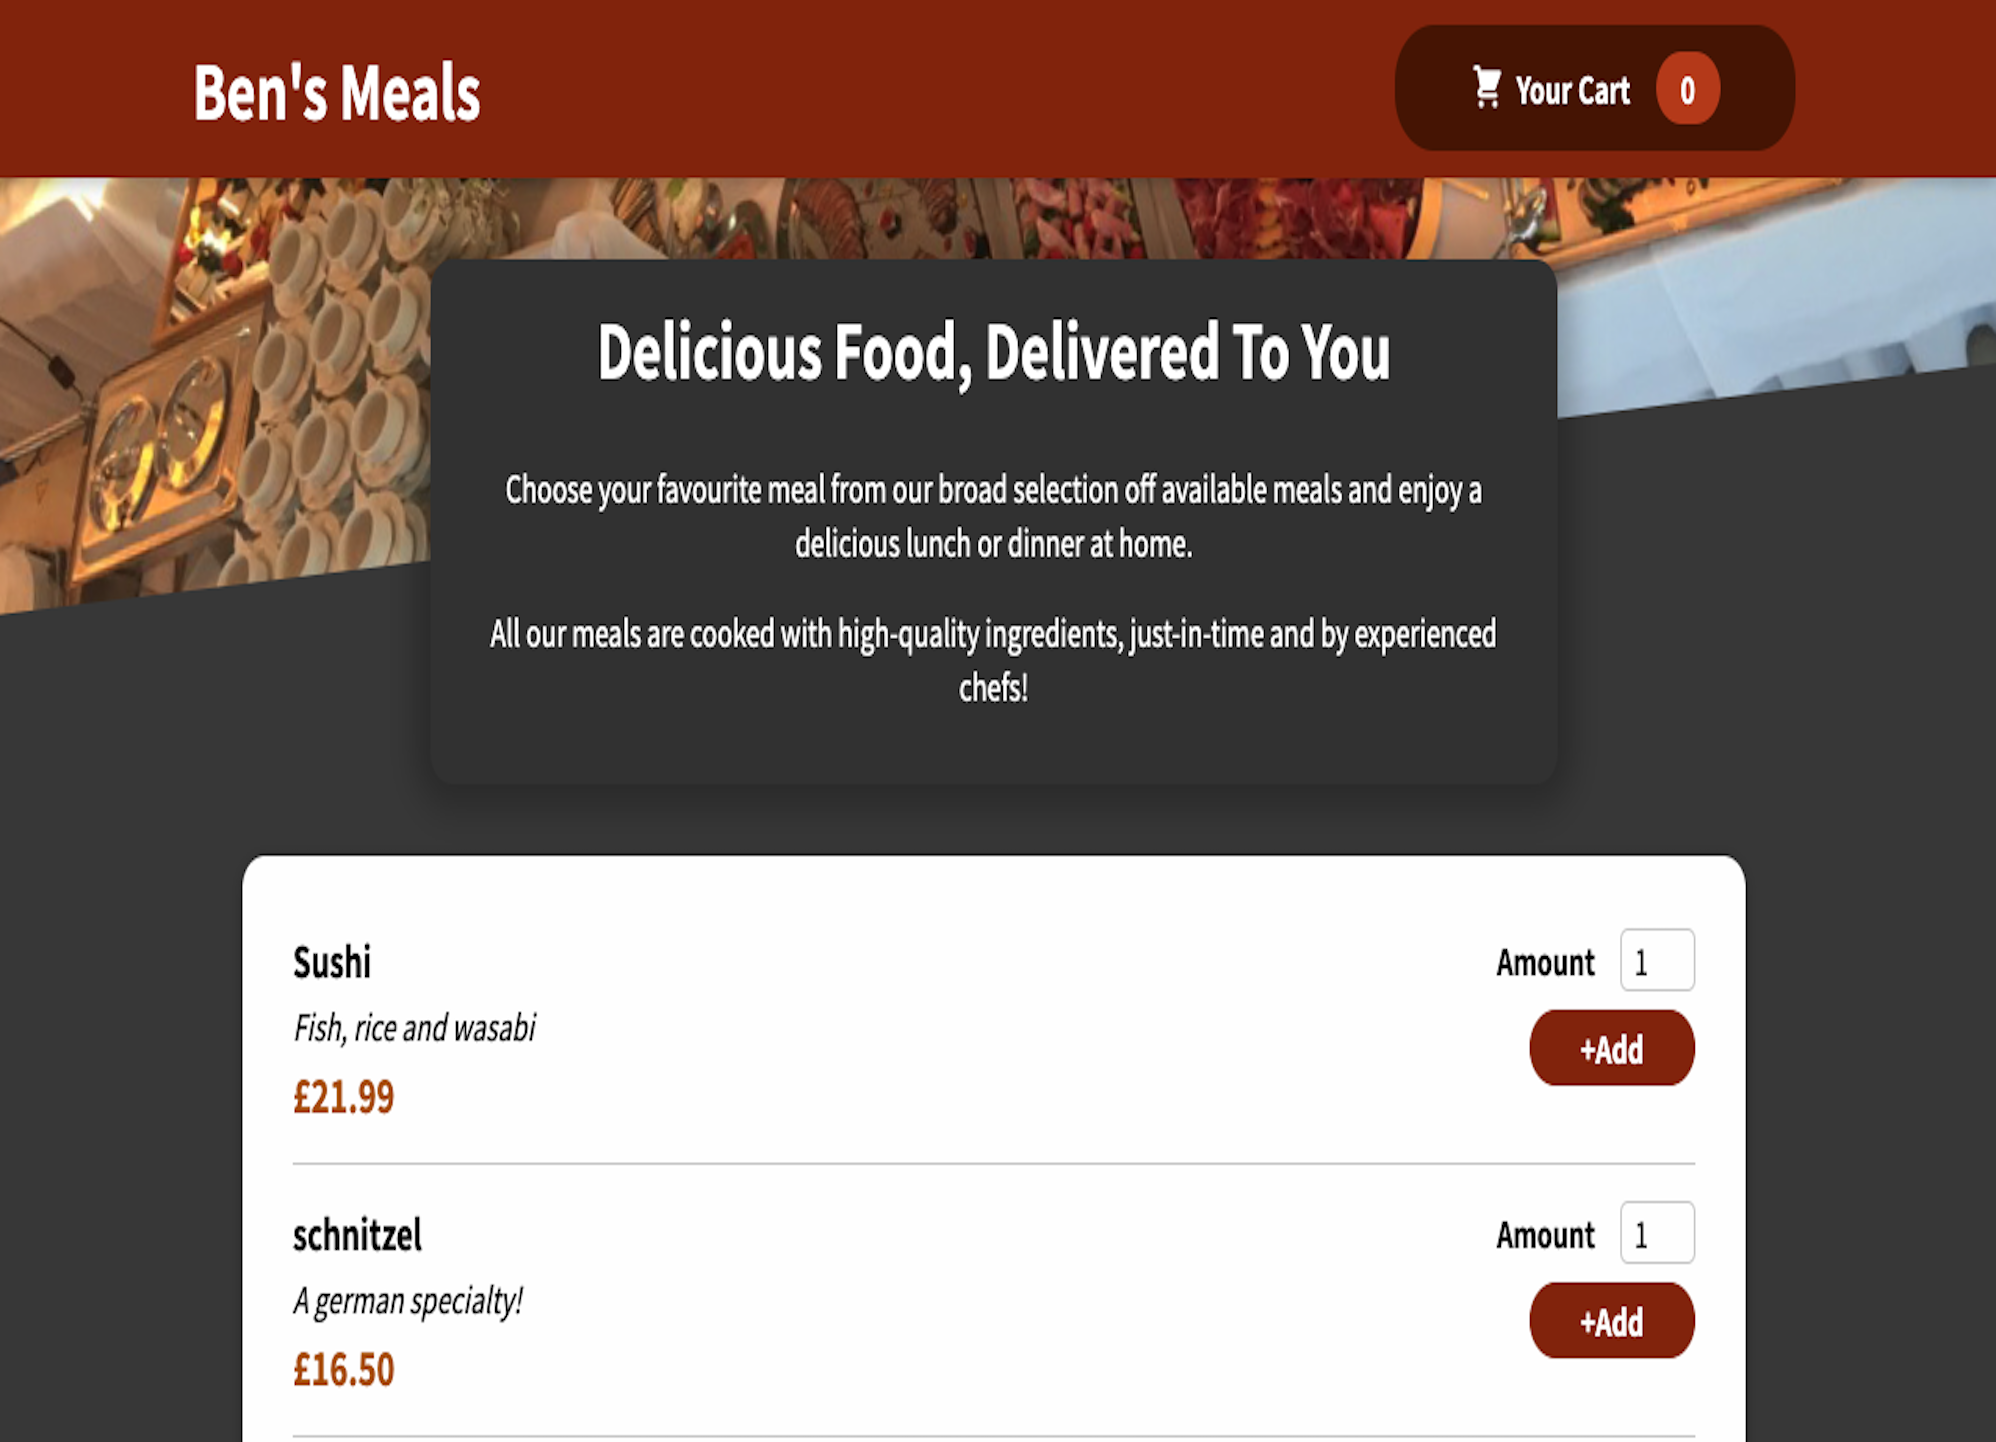 Ben's Meals
Your Cart 0
Delicious Food, Delivered To You
Choose your favourite meal from our broad selection off available meals and enjoy a
delicious lunch or dinner at home.
All our meals are cooked with high-quality ingredients, just-in-time and by experienced
chefs!
Sushi
Amount 1
Fish, rice and wasabi
+Add
£21.99
schnitzel
Amount 1
A german specialty!
+Add
£16.50